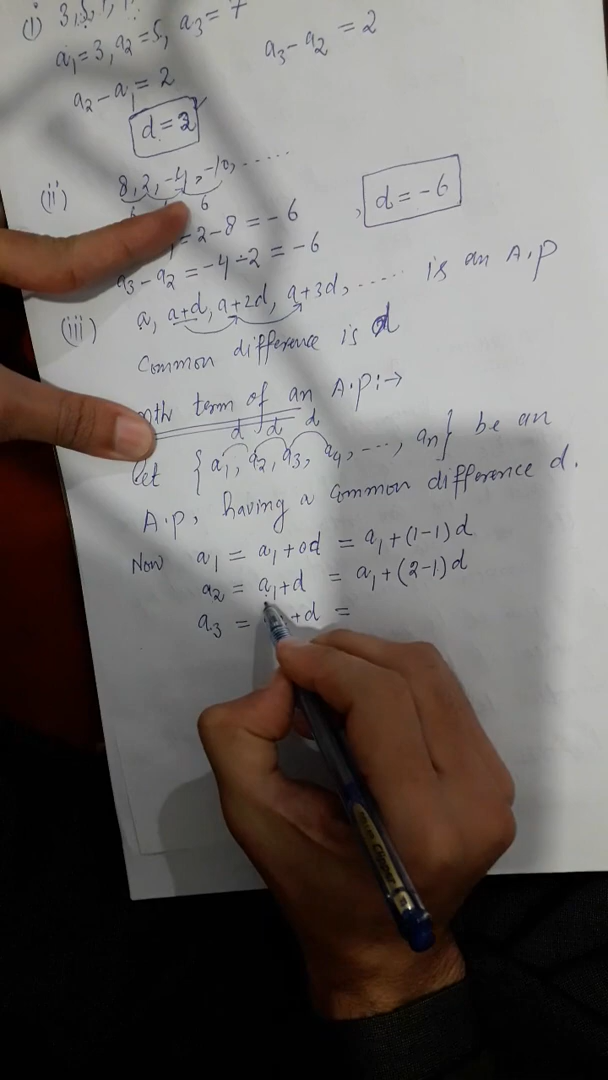 (i) 3, 5, 7,
a₁=3, a₂=5, a₃=7
a₂-a₁=2 a₃-a₂=2
d=2
(ii) 8, 2, -4, -10, .....
6 6
=2-8=-6 , d=-6
a₃-a₂=-4-2=-6
(iii) a, a+d, a+2d, a+3d, ..... is an A.P
Common difference is d
nth term of an A.P:→
d d d
let {a₁, a₂, a₃, a₄, ..., an} be an
A.P, having a common difference d.
Now a₁ = a₁+0d = a₁+(1-1)d
a₂ = a₁+d = a₁+(2-1)d
a₃ = +d =